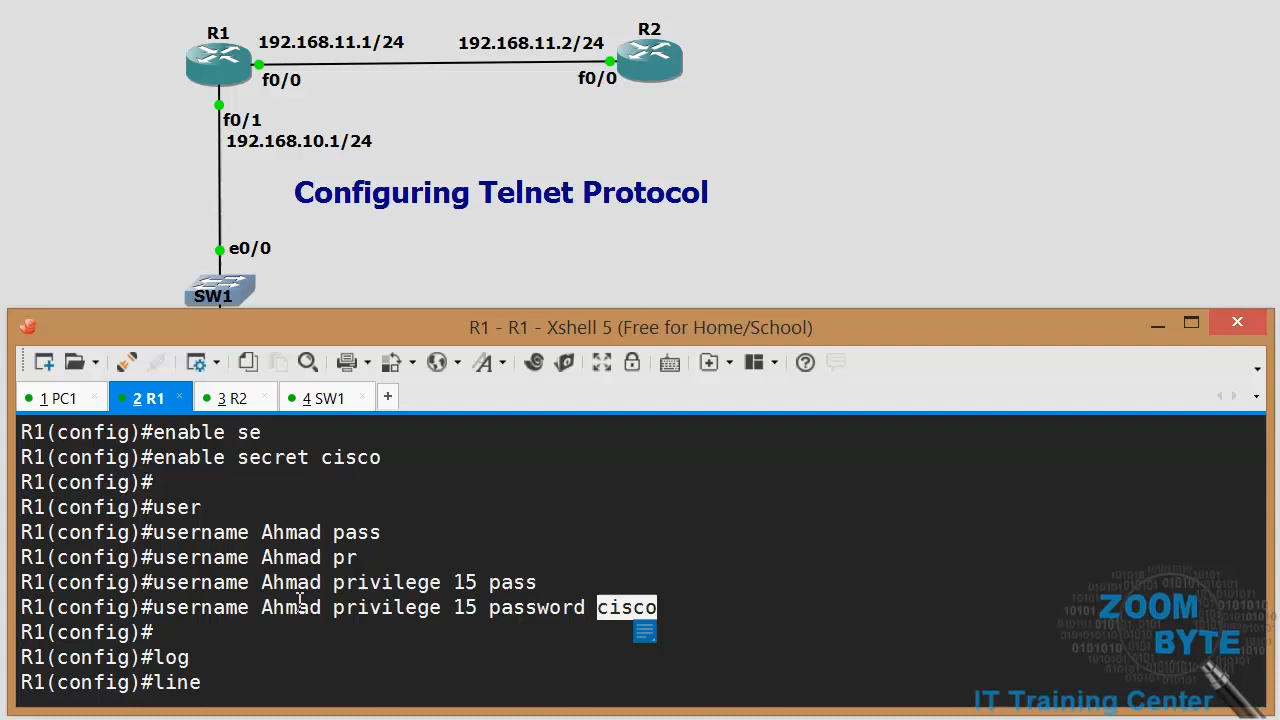 R1
192.168.11.1/24
192.168.11.2/24
R2
f0/0
f0/0
f0/1
192.168.10.1/24
Configuring Telnet Protocol
e0/0
SW1
R1 - R1 - Xshell 5 (Free for Home/School)
1 PC1
2 R1
3 R2
4 SW1
R1(config)#enable se
R1(config)#enable secret cisco
R1(config)#
R1(config)#user
R1(config)#username Ahmad pass
R1(config)#username Ahmad pr
R1(config)#username Ahmad privilege 15 pass
R1(config)#username Ahmad privilege 15 password cisco
R1(config)#
R1(config)#log
R1(config)#line
ZOOM
BYTE
IT Training Center